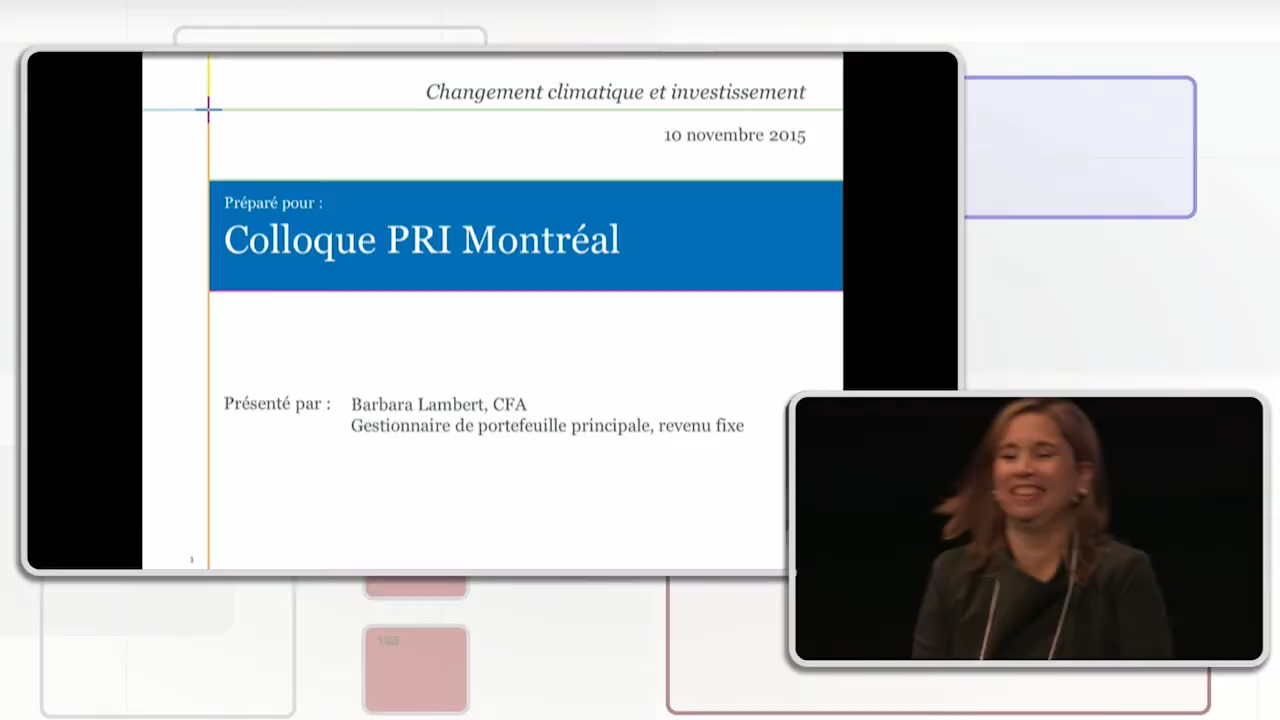 Changement climatique et investissement
10 novembre 2015
Préparé pour :
Colloque PRI Montréal
Présenté par : Barbara Lambert, CFA
Gestionnaire de portefeuille principale, revenu fixe
1